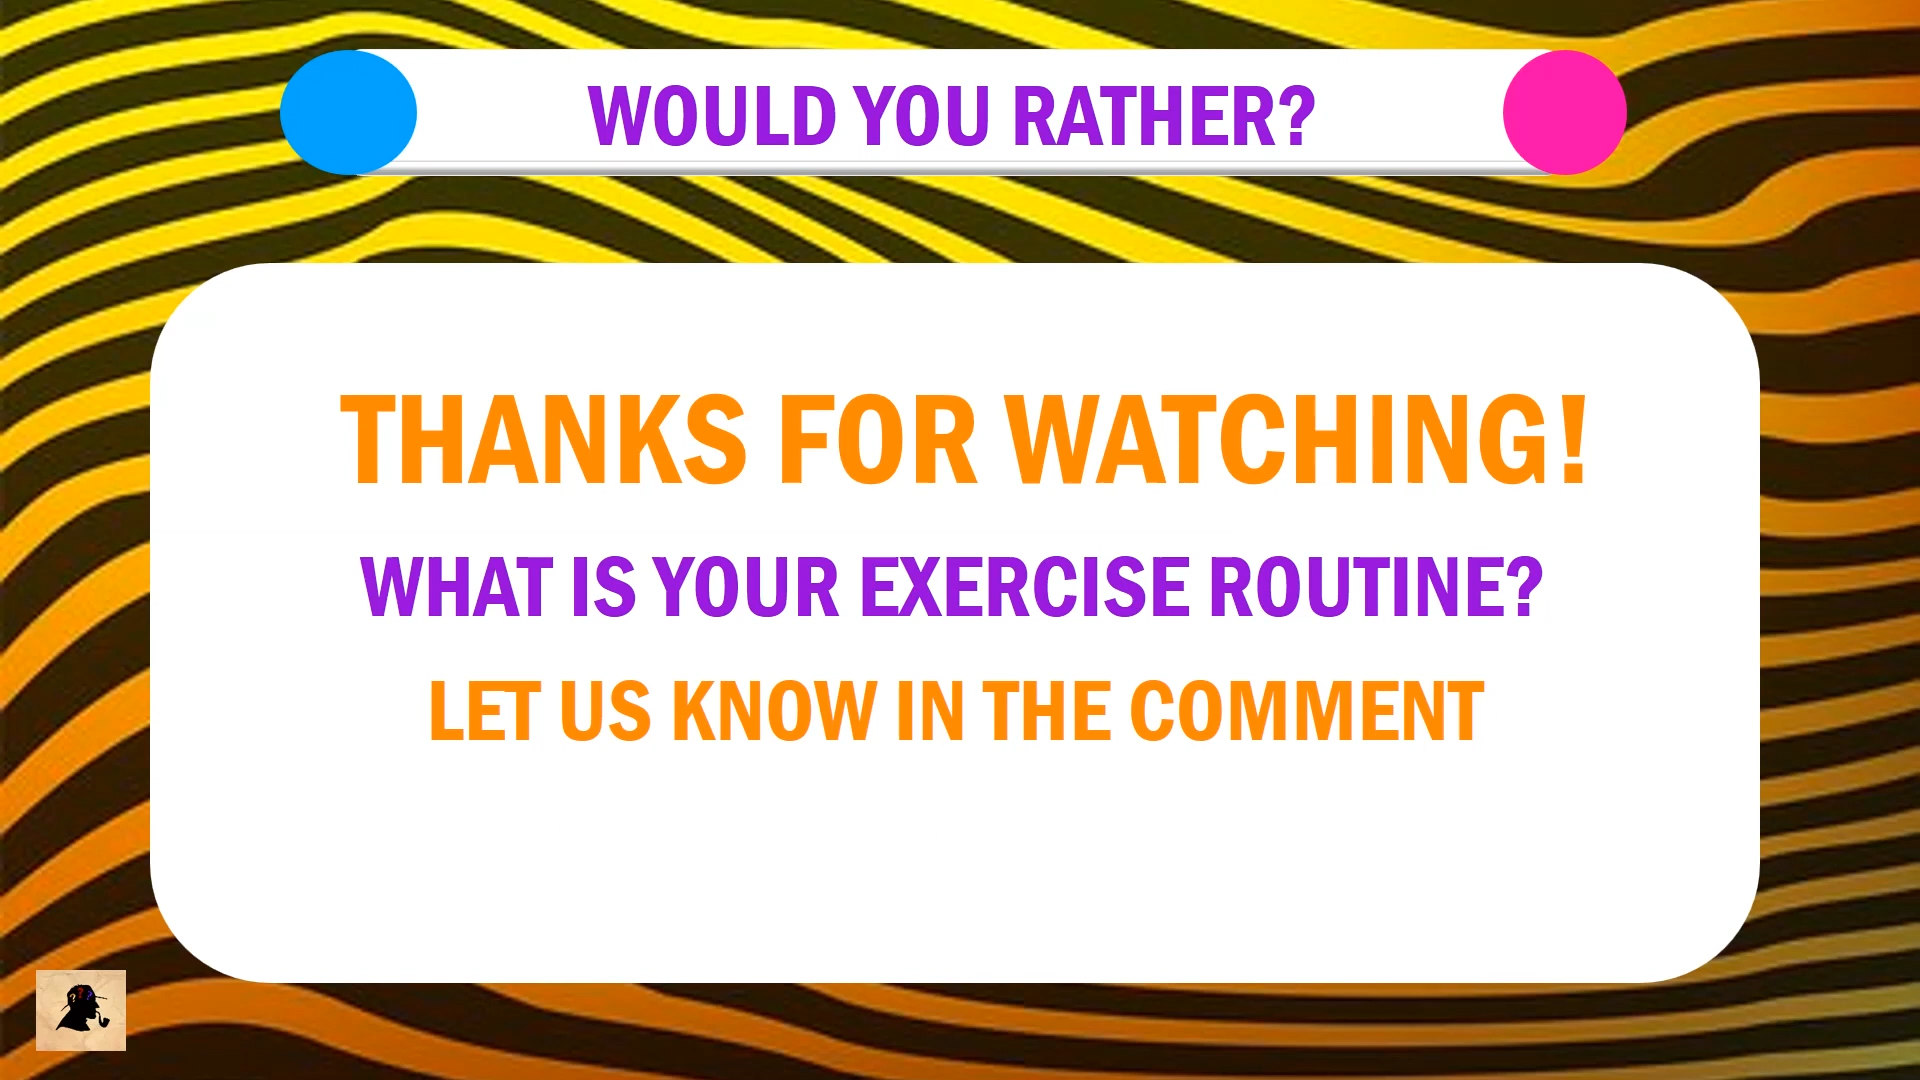 WOULD YOU RATHER?
THANKS FOR WATCHING!
WHAT IS YOUR EXERCISE ROUTINE?
LET US KNOW IN THE COMMENT